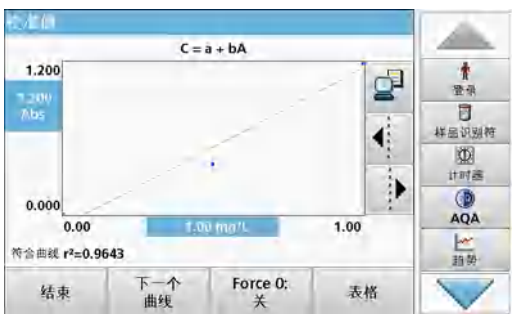 校准值
C = a + bA
1.200
1.200
Abs
0.000
0.00
1.00 mg/L
1.00
符合曲线 r²=0.9643
结束
下一个
曲线
Force 0:
关
表格
登录
样品识别符
计时器
AQA
趋势